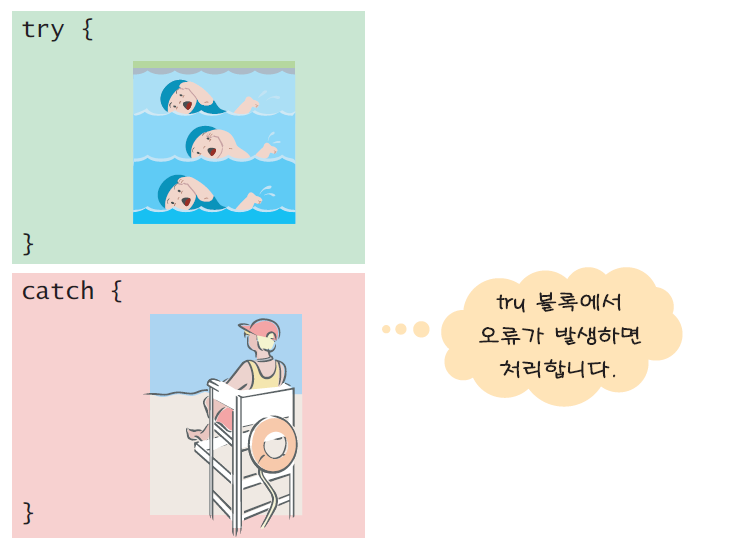 try {
}
catch {
try 블록에서
오류가 발생하면
처리합니다.
}